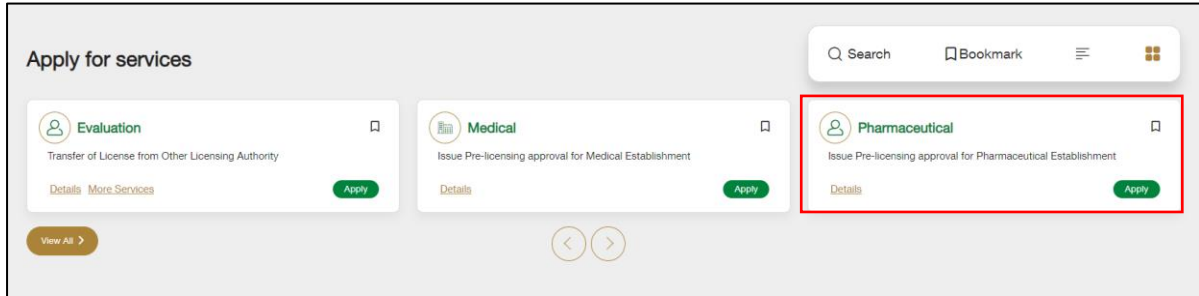 Apply for services
Search Bookmark
Evaluation
Transfer of License from Other Licensing Authority
Details More Services Apply
Medical
Issue Pre-licensing approval for Medical Establishment
Details Apply
Pharmaceutical
Issue Pre-licensing approval for Pharmaceutical Establishment
Details Apply
View All